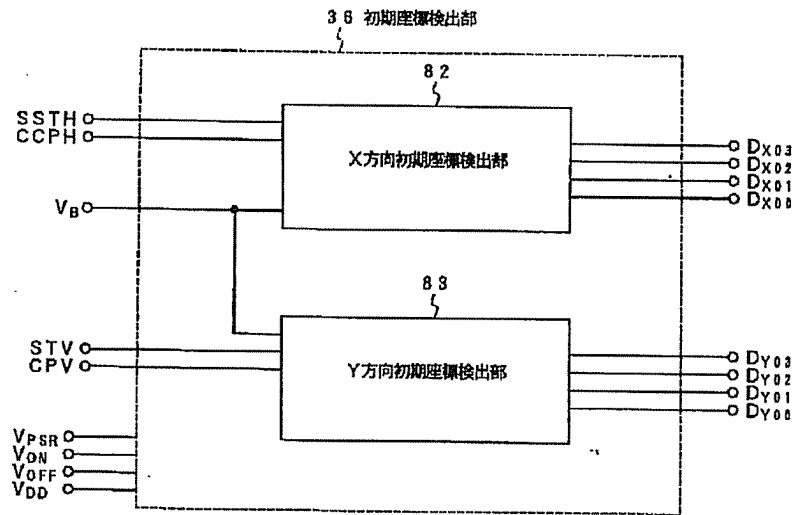 36 初期座標検出部
82
SSTH
CCPH
X方向初期座標検出部
DX03
DX02
DX01
DX00
VB
83
STV
CPV
Y方向初期座標検出部
DY03
DY02
DY01
DY00
VPSR
VON
VOFF
VDD